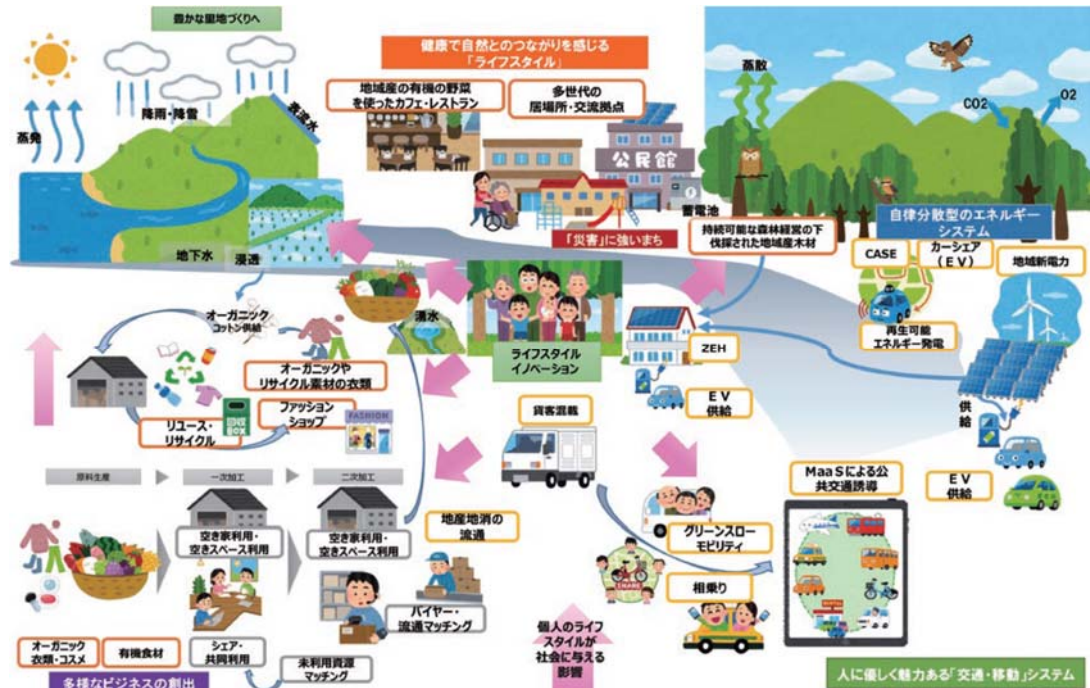 豊かな里地づくりへ
健康で自然とのつながりを感じる
「ライフスタイル」
地域産の有機の野菜
を使ったカフェ・レストラン
多世代の
居場所・交流拠点
蒸発
降雨・降雪
表流水
公民館
蒸散
CO2
O2
蓄電池
「災害」に強いまち
持続可能な森林経営の下
伐採された地域産木材
自律分散型のエネルギー
システム
CASE
カーシェア
(EV)
地域新電力
再生可能
エネルギー発電
地下水
浸透
オーガニック
コットン供給
湧水
ライフスタイル
イノベーション
ZEH
EV
供給
供給
EV
供給
オーガニックや
リサイクル素材の衣類
リユース・
リサイクル
ファッション
ショップ
FASHION
BOX
貨客混載
原料生産
一次加工
二次加工
空き家利用・
空きスペース利用
空き家利用・
空きスペース利用
地産地消の
流通
バイヤー・
流通マッチング
オーガニック
衣類・コスメ
有機食材
シェア・
共同利用
未利用資源
マッチング
多様なビジネスの創出
グリーンスロー
モビリティ
SHARE
相乗り
個人のライフ
スタイルが
社会に与える
影響
MaaSによる公
共交通誘導
人に優しく魅力ある「交通・移動」システム